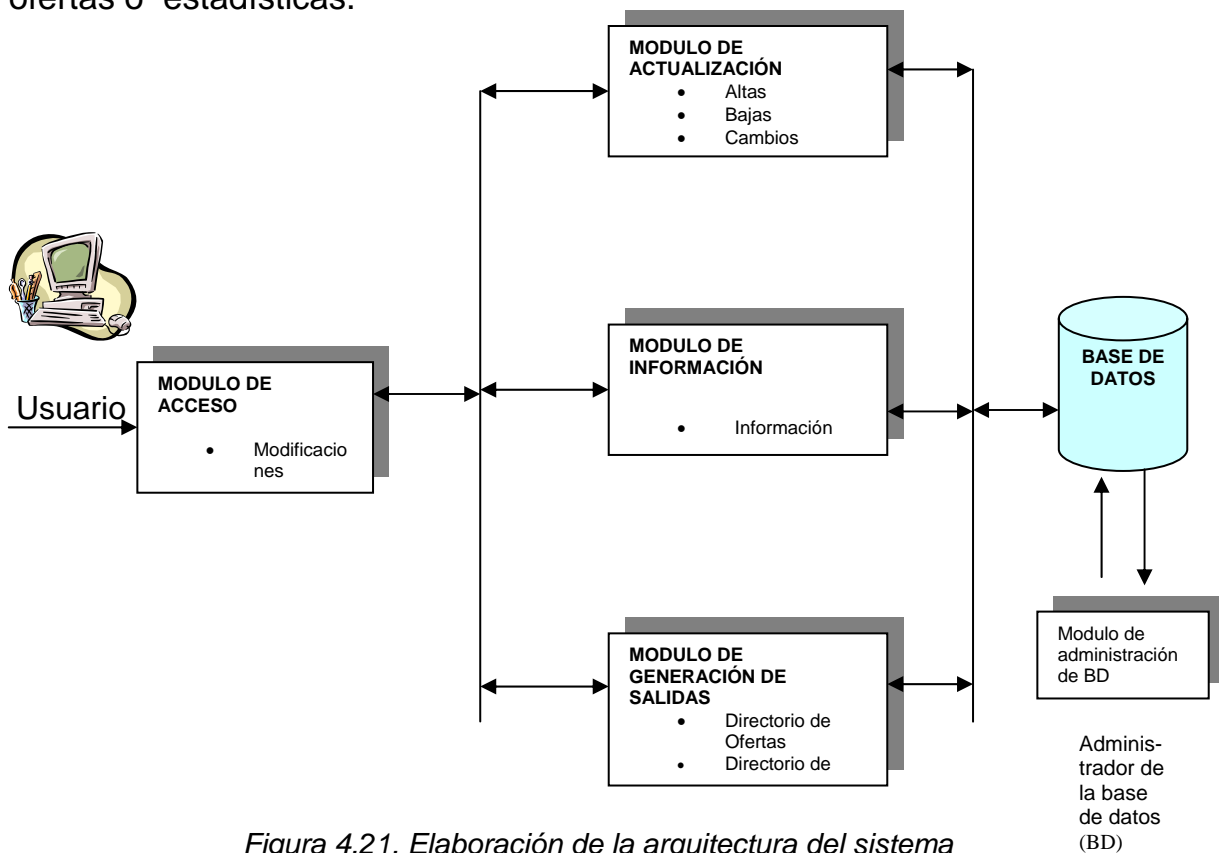 ofertas o estadísticas.
MODULO DE
ACTUALIZACIÓN
• Altas
• Bajas
• Cambios
Usuario
MODULO DE
ACCESO
• Modificacio
nes
MODULO DE
INFORMACIÓN
• Información
BASE DE
DATOS
MODULO DE
GENERACIÓN DE
SALIDAS
• Directorio de
Ofertas
• Directorio de
Modulo de
administración
de BD
Adminis-
trador de
la base
de datos
(BD)
Figura 4.21. Elaboración de la arquitectura del sistema